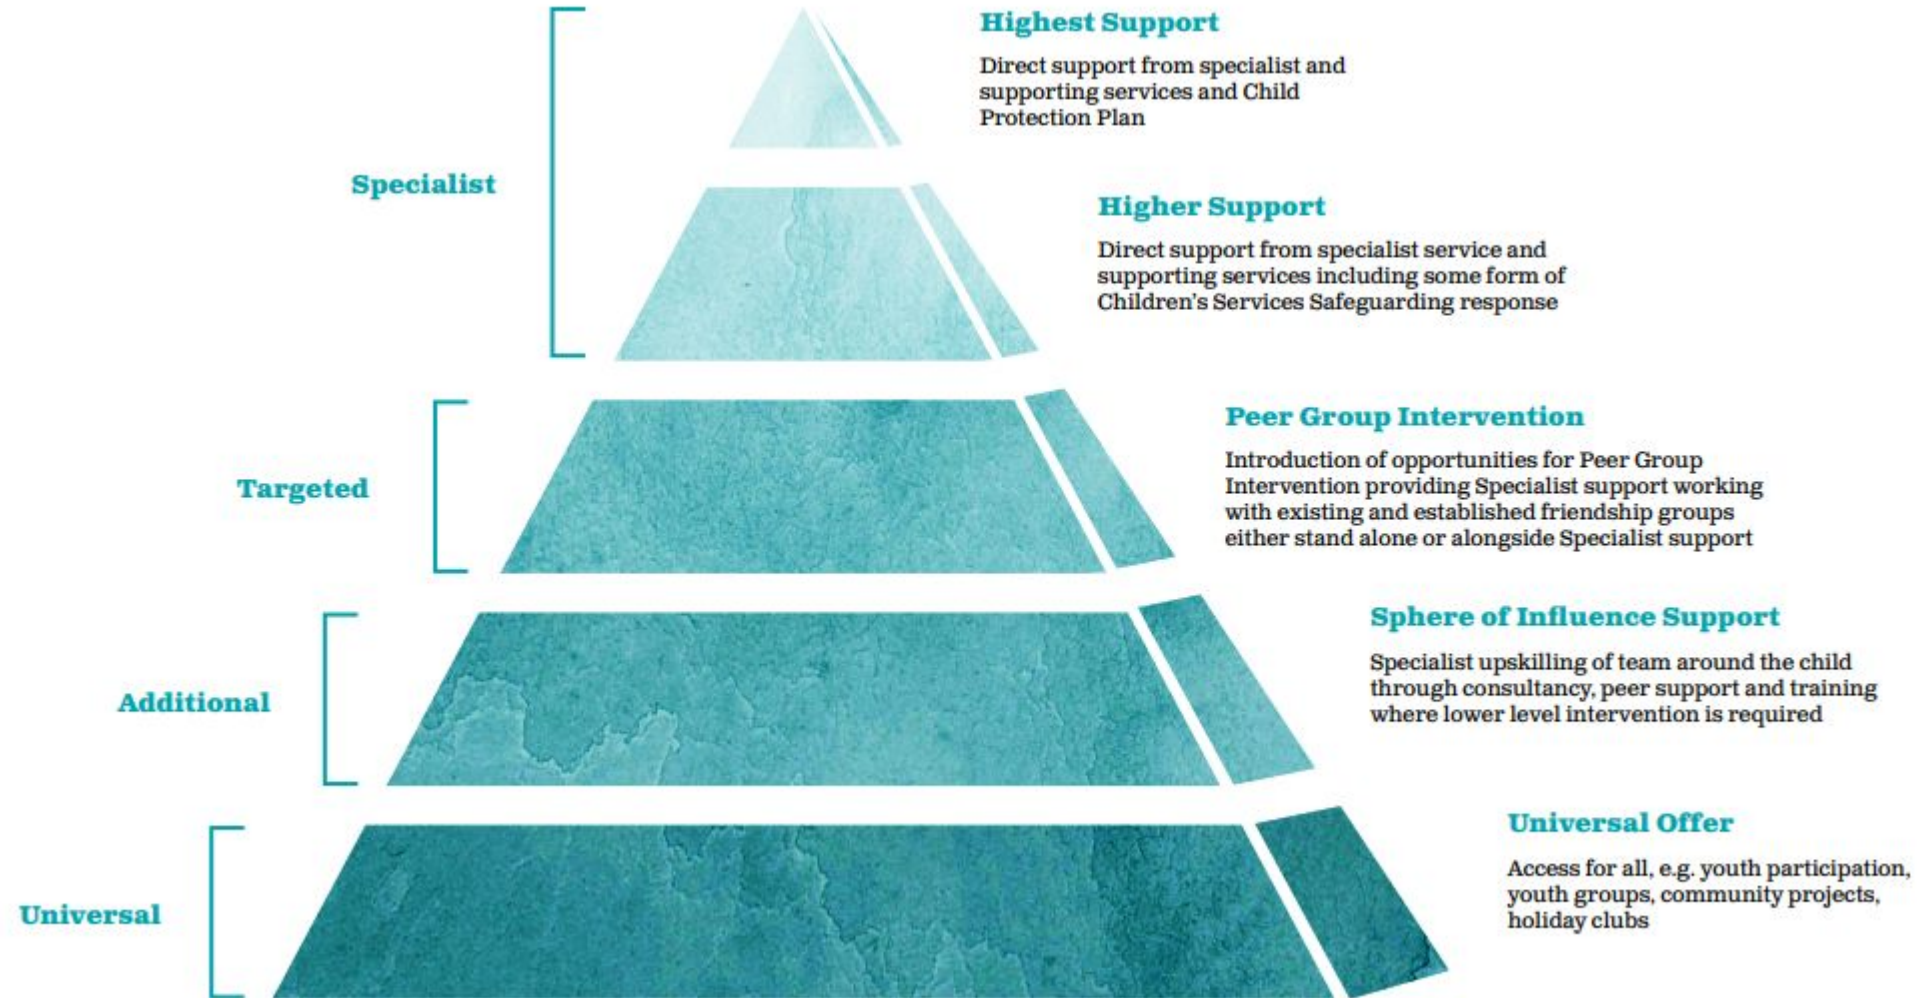 Highest Support
Direct support from specialist and
supporting services and Child
Protection Plan
Specialist
Higher Support
Direct support from specialist service and
supporting services including some form of
Children's Services Safeguarding response
Peer Group Intervention
Introduction of opportunities for Peer Group
Intervention providing Specialist support working
with existing and established friendship groups
either stand alone or alongside Specialist support
Targeted
Sphere of Influence Support
Specialist upskilling of team around the child
through consultancy, peer support and training
where lower level intervention is required
Additional
Universal Offer
Access for all, e.g. youth participation,
youth groups, community projects,
holiday clubs
Universal